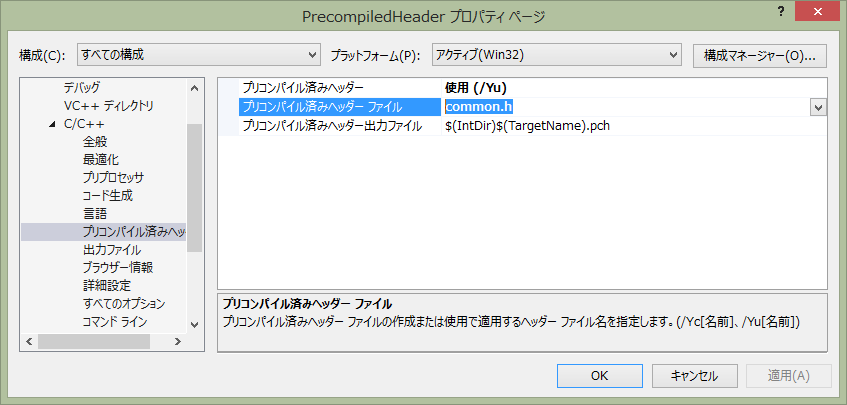 PrecompiledHeader プロパティ ページ
?
構成(C):
すべての構成
プラットフォーム(P):
アクティブ(Win32)
構成マネージャー(O)...
デバッグ
VC++ ディレクトリ
C/C++
全般
最適化
プリプロセッサ
コード生成
言語
プリコンパイル済みヘッ
出力ファイル
ブラウザー情報
詳細設定
すべてのオプション
コマンド ライン
プリコンパイル済みヘッダー
使用 (/Yu)
プリコンパイル済みヘッダー ファイル
common.h
プリコンパイル済みヘッダー出力ファイル
$(IntDir)$(TargetName).pch
プリコンパイル済みヘッダー ファイル
プリコンパイル済みヘッダー ファイルの作成または使用で適用するヘッダー ファイル名を指定します。(/Yc[名前]、/Yu[名前])
OK
キャンセル
適用(A)